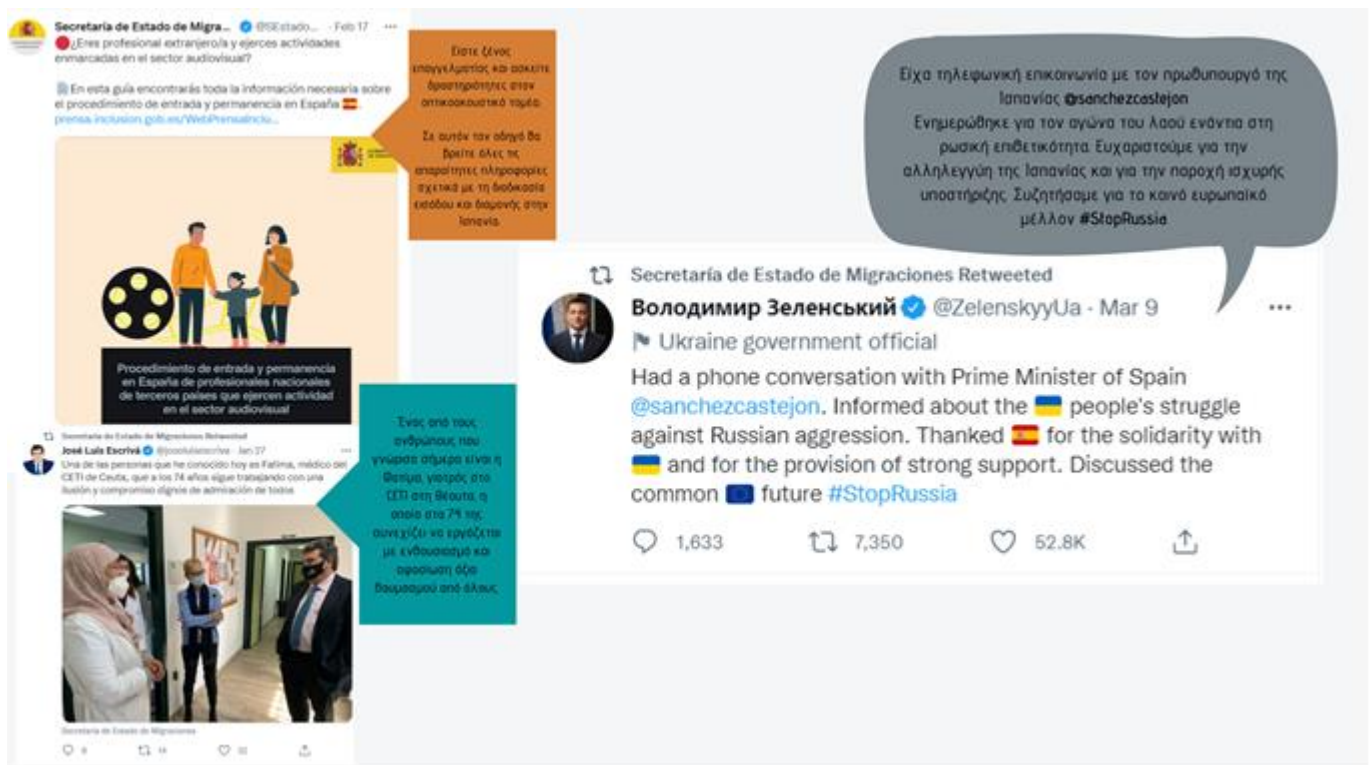 Secretaría de Estado de Migra... @SEstado... · Feb 17
¿Eres profesional extranjero/a y ejerces actividades
enmarcadas en el sector audiovisual?
En esta guía encontrarás toda la información necesaria sobre
el procedimiento de entrada y permanencia en España
prensa.inclusion.gob.es/WebPrensaInclu...
Procedimiento de entrada y permanencia
en España de profesionales nacionales
de terceros países que ejercen actividad
en el sector audiovisual
Είστε ξένος
επαγγελματίας και ασκείτε
δραστηριότητες στον
οπτικοακουστικό τομέα;
Σε αυτόν τον οδηγό θα
βρείτε όλες τις
απαραίτητες πληροφορίες
σχετικά με τη διαδικασία
εισόδου και διαμονής στην
Ισπανία.
Secretaría de Estado de Migraciones Retweeted
José Luis Escrivá @joseluisescriva · Jan 27
Una de las personas que he conocido hoy es Fatima, médico del
CETI de Ceuta, que a los 74 años sigue trabajando con una
ilusión y compromiso dignos de admiración de todos
Secretaría de Estado de Migraciones
14
Ένας από τους
ανθρώπους που
γνώρισα σήμερα είναι η
Φατίμα, γιατρός στο
CETI στη Θέουτα, η
οποία στα 74 της
συνεχίζει να εργάζεται
με ενθουσιασμό και
αφοσίωση άξια
θαυμασμού από όλους
Είχα τηλεφωνική επικοινωνία με τον πρωθυπουργό της
Ισπανίας @sanchezcastejon
Ενημερώθηκε για τον αγώνα του λαού ενάντια στη
ρωσική επιθετικότητα. Ευχαριστούμε για την
αλληλεγγύη της Ισπανίας και για την παροχή ισχυρής
υποστήριξης. Συζητήσαμε για το κοινό ευρωπαϊκό
μέλλον #StopRussia
Secretaría de Estado de Migraciones Retweeted
Володимир Зеленський @ZelenskyyUa · Mar 9
Ukraine government official
Had a phone conversation with Prime Minister of Spain
@sanchezcastejon. Informed about the people's struggle
against Russian aggression. Thanked for the solidarity with
and for the provision of strong support. Discussed the
common future #StopRussia
1,633 7,350 52.8K